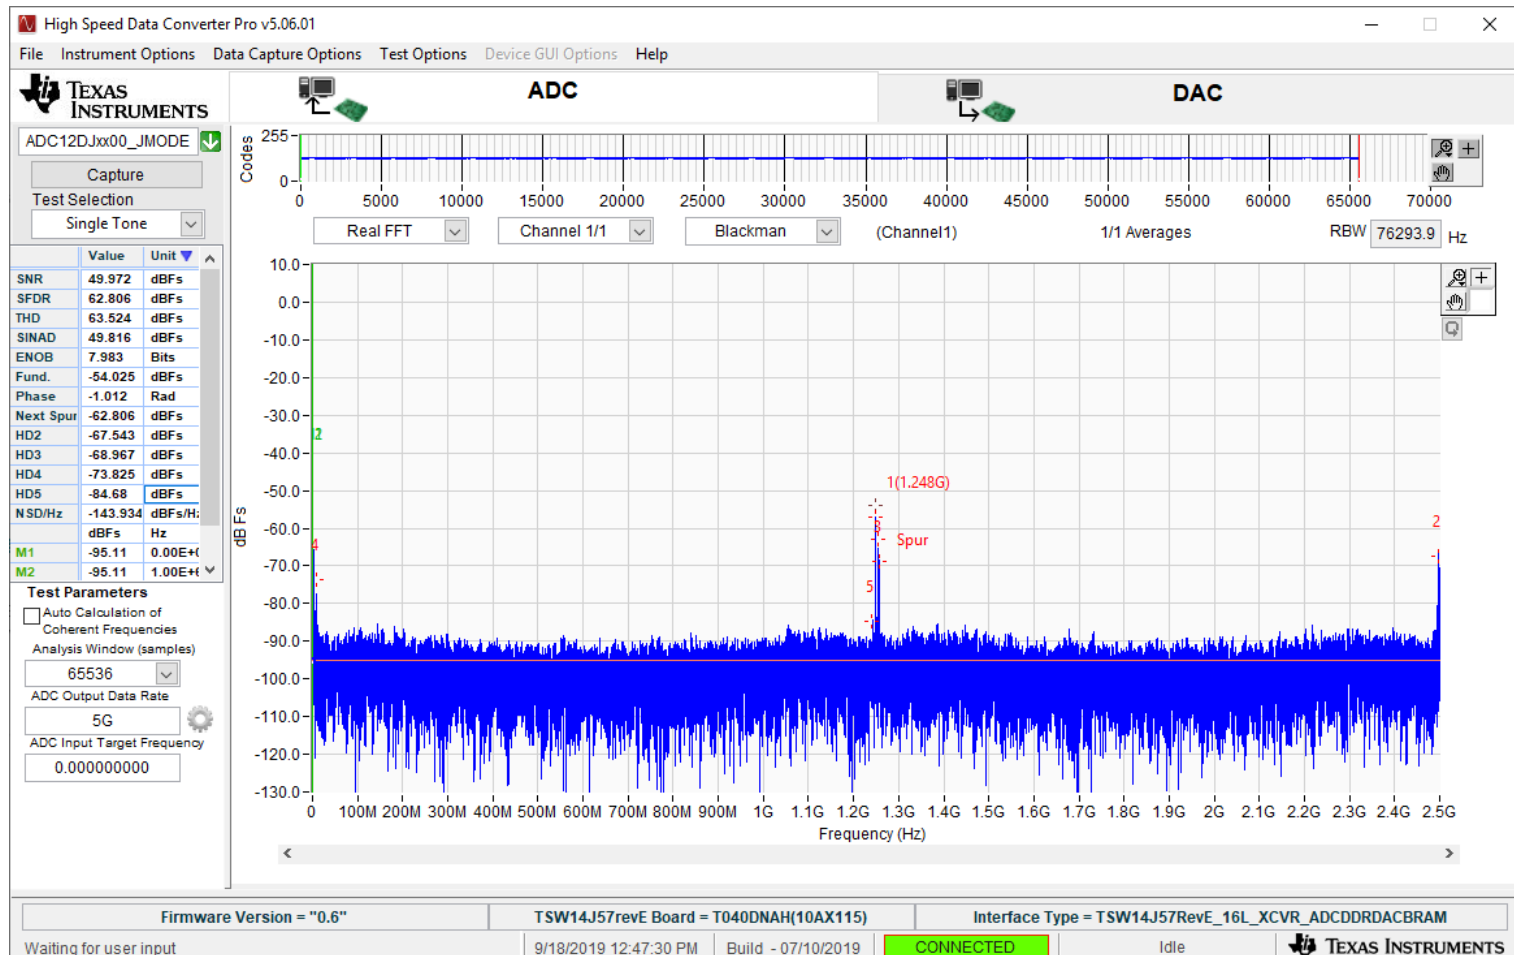 High Speed Data Converter Pro v5.06.01
File Instrument Options Data Capture Options Test Options Device GUI Options Help
TEXAS INSTRUMENTS
ADC
DAC
ADC12DJxx00_JMODE
Capture
Test Selection
Single Tone
Value Unit
SNR 49.972 dBFs
SFDR 62.806 dBFs
THD 63.524 dBFs
SINAD 49.816 dBFs
ENOB 7.983 Bits
Fund. -54.025 dBFs
Phase -1.012 Rad
Next Spur -62.806 dBFs
HD2 -67.543 dBFs
HD3 -68.967 dBFs
HD4 -73.825 dBFs
HD5 -84.68 dBFs
NSD/Hz -143.934 dBFs/Hz
dBFs Hz
M1 -95.11 0.00E+(
M2 -95.11 1.00E+6
Test Parameters
Auto Calculation of
Coherent Frequencies
Analysis Window (samples)
65536
ADC Output Data Rate
5G
ADC Input Target Frequency
0.000000000
Codes
255
0
0 5000 10000 15000 20000 25000 30000 35000 40000 45000 50000 55000 60000 65000 70000
Real FFT Channel 1/1 Blackman (Channel1) 1/1 Averages RBW 76293.9 Hz
dBFs
10.0
0.0
-10.0
-20.0
-30.0
-40.0
-50.0
-60.0
-70.0
-80.0
-90.0
-100.0
-110.0
-120.0
-130.0
1(1.248G)
2
3
Spur
4
5
0 100M 200M 300M 400M 500M 600M 700M 800M 900M 1G 1.1G 1.2G 1.3G 1.4G 1.5G 1.6G 1.7G 1.8G 1.9G 2G 2.1G 2.2G 2.3G 2.4G 2.5G
Frequency (Hz)
Firmware Version = "0.6" TSW14J57revE Board = T040DNAH(10AX115) Interface Type = TSW14J57RevE_16L_XCVR_ADCDDRDACBRAM
Waiting for user input 9/18/2019 12:47:30 PM Build - 07/10/2019 CONNECTED Idle TEXAS INSTRUMENTS